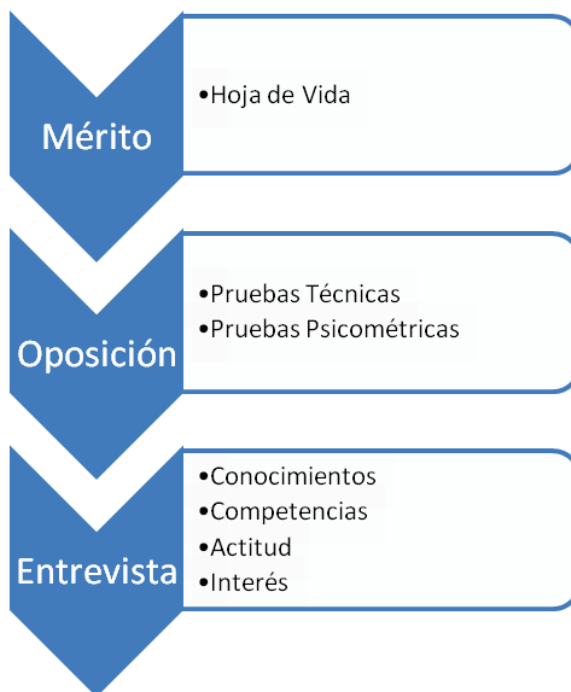 Mérito
•Hoja de Vida
Oposición
•Pruebas Técnicas
•Pruebas Psicométricas
Entrevista
•Conocimientos
•Competencias
•Actitud
•Interés